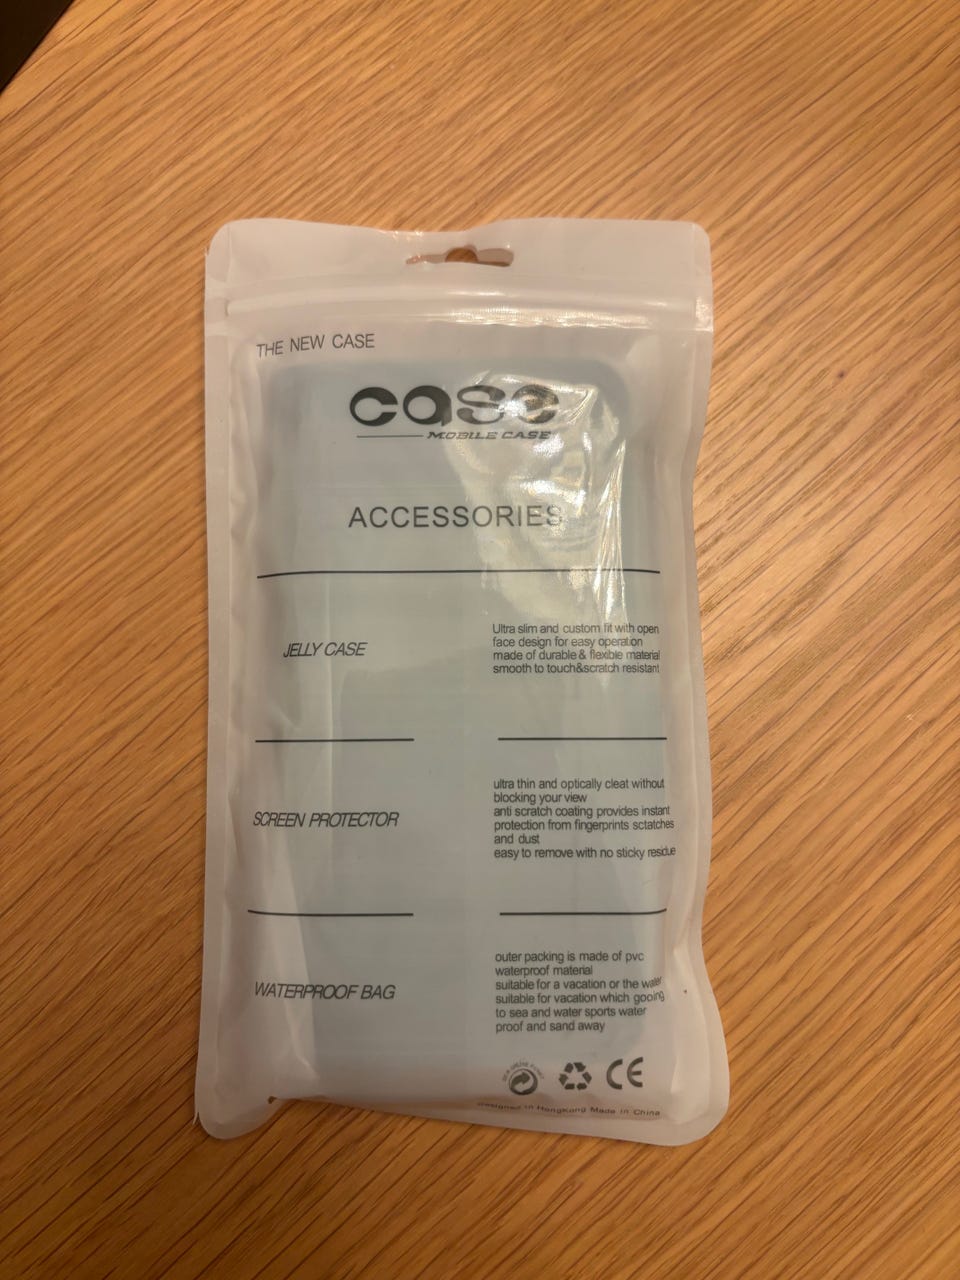 THE NEW CASE
case
MOBILE CASE
ACCESSORIES
JELLY CASE
Ultra slim and custom fit with open
face design for easy operation
made of durable & flexible material
smooth to touch&scratch resistant
SCREEN PROTECTOR
ultra thin and optically cleat without
blocking your view
anti scratch coating provides instant
protection from fingerprints sctatches
and dust
easy to remove with no sticky residue
WATERPROOF BAG
outer packing is made of pvc
waterproof material
suitable for a vacation or the water
suitable for vacation which gooing
to sea and water sports water
proof and sand away
CE
Designed in HongKong Made in China